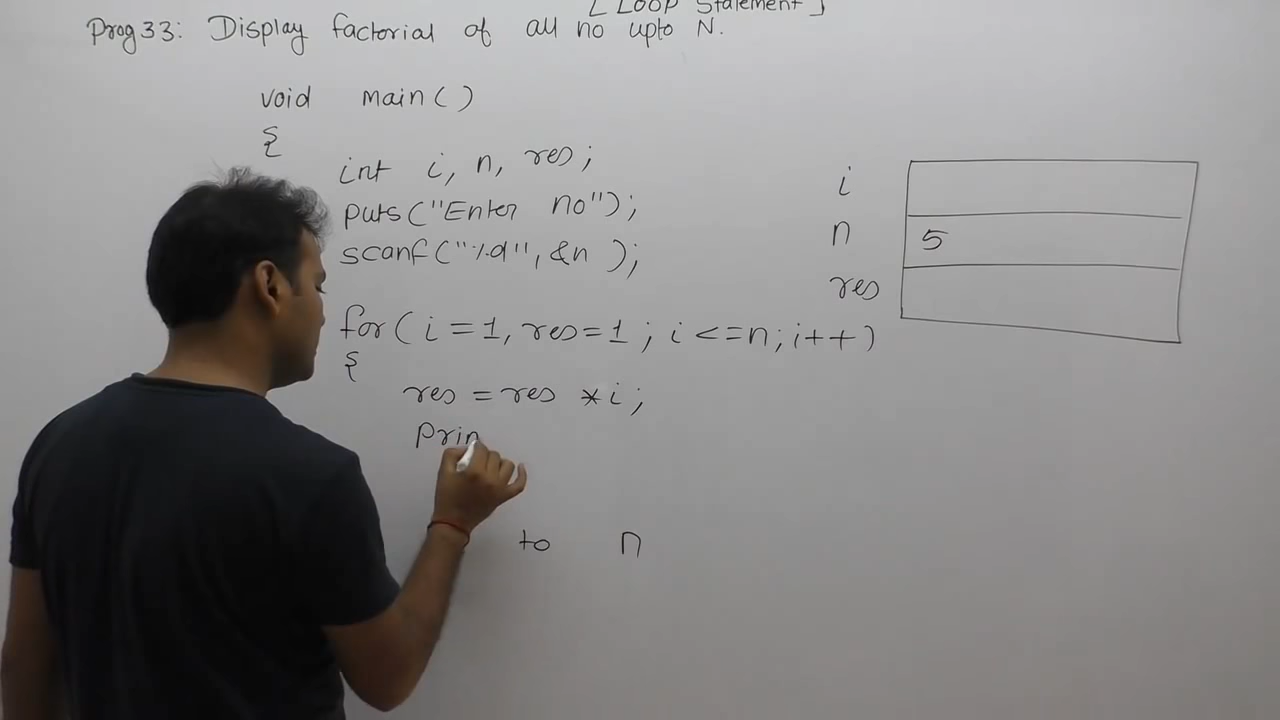 [Loop Statement]
Prog 33: Display factorial of all no upto N.
void main()
{
int i, n, res;
puts("Enter no");
scanf("%d", &n );
for( i=1, res=1 ; i <=n; i++)
{
res = res * i ;
Prin
to n
i
n 5
res